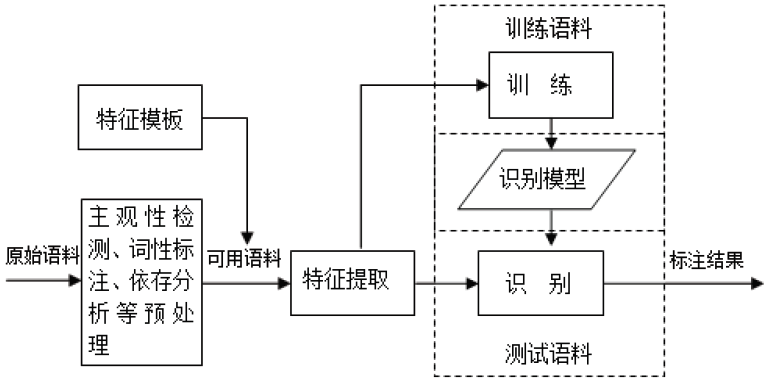 训练语料
训 练
特征模板
识别模型
主观性检
测、词性标
注、依存分
析等预处
理
原始语料
可用语料
特征提取
识 别
标注结果
测试语料